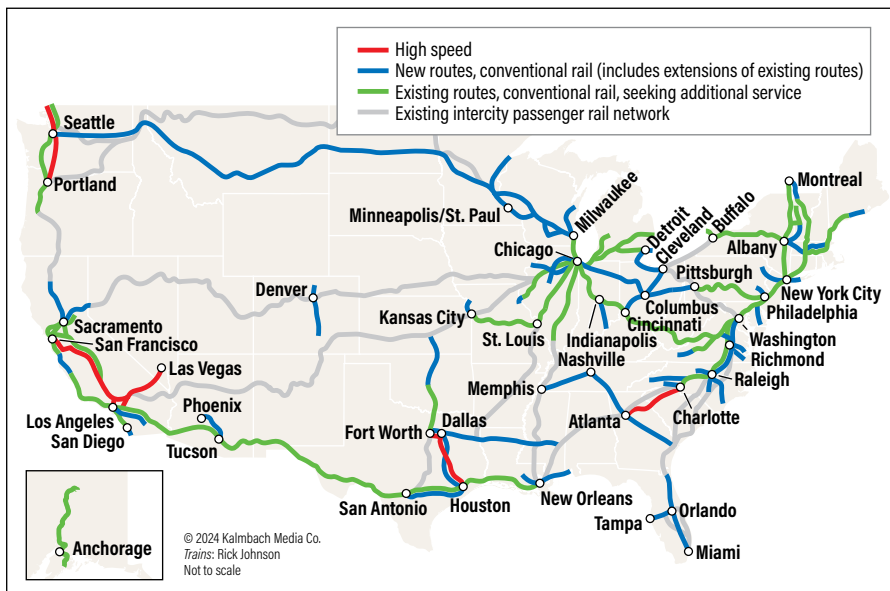 High speed
New routes, conventional rail (includes extensions of existing routes)
Existing routes, conventional rail, seeking additional service
Existing intercity passenger rail network
Seattle
Portland
Minneapolis/St. Paul
Milwaukee
Chicago
Detroit
Cleveland
Buffalo
Montreal
Albany
Pittsburgh
New York City
Philadelphia
Denver
Kansas City
St. Louis
Indianapolis
Columbus
Cincinnati
Washington
Richmond
Raleigh
Sacramento
San Francisco
Las Vegas
Nashville
Memphis
Atlanta
Charlotte
Los Angeles
San Diego
Phoenix
Tucson
Fort Worth
Dallas
San Antonio
Houston
New Orleans
Orlando
Tampa
Miami
Anchorage
© 2024 Kalmbach Media Co.
Trains: Rick Johnson
Not to scale